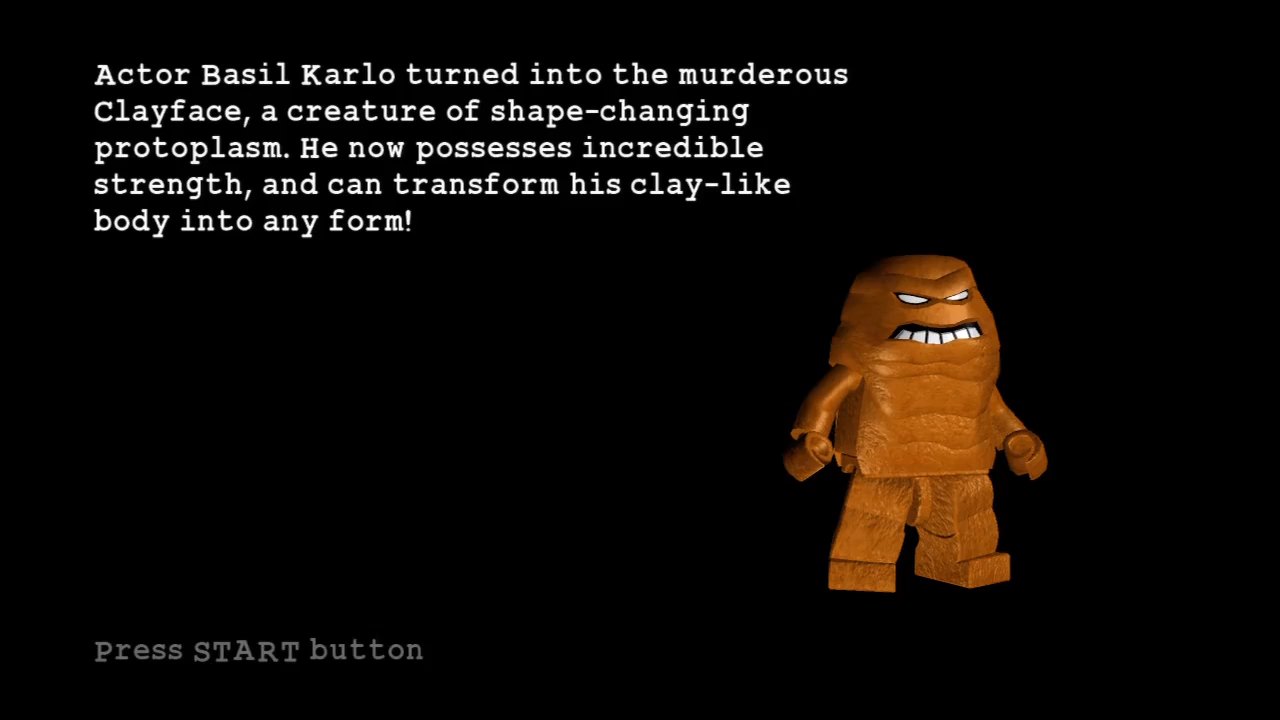 Actor Basil Karlo turned into the murderous
Clayface, a creature of shape-changing
protoplasm. He now possesses incredible
strength, and can transform his clay-like
body into any form!
Press START button